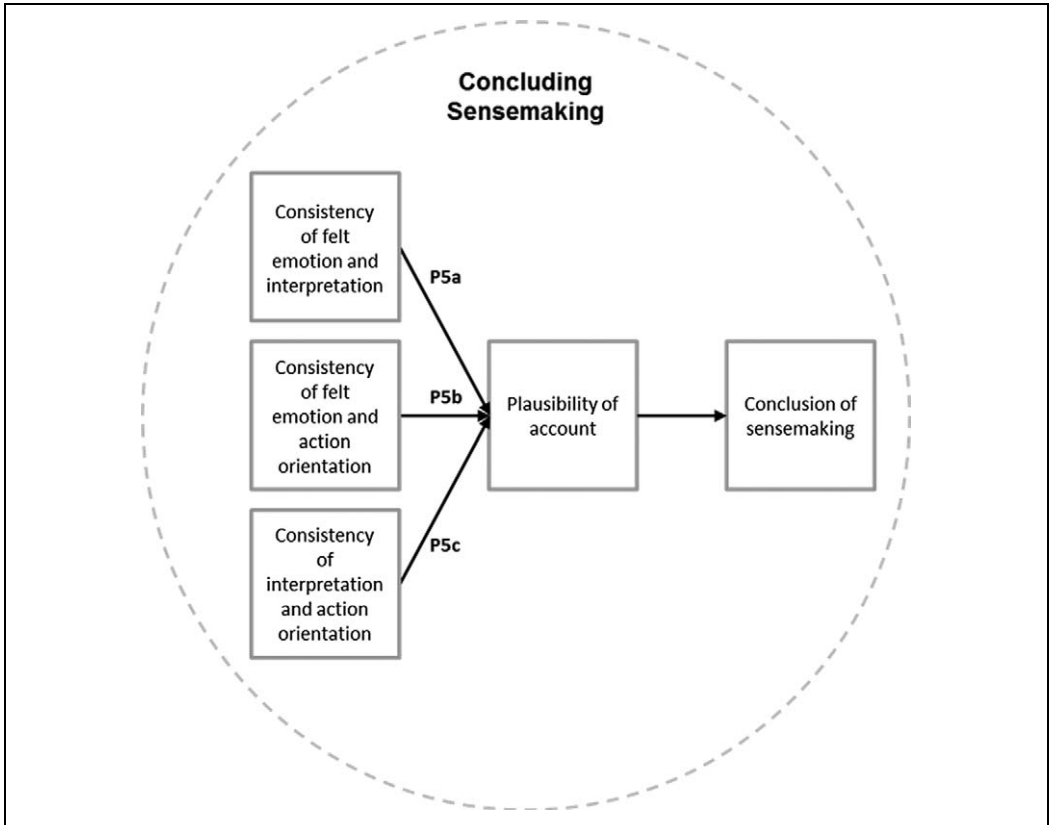 Concluding
Sensemaking
Consistency
of felt
emotion and
interpretation
P5a
Consistency
of felt
emotion and
action
orientation
P5b
Plausibility of
account
Conclusion of
sensemaking
Consistency
of
interpretation
and action
orientation
P5c